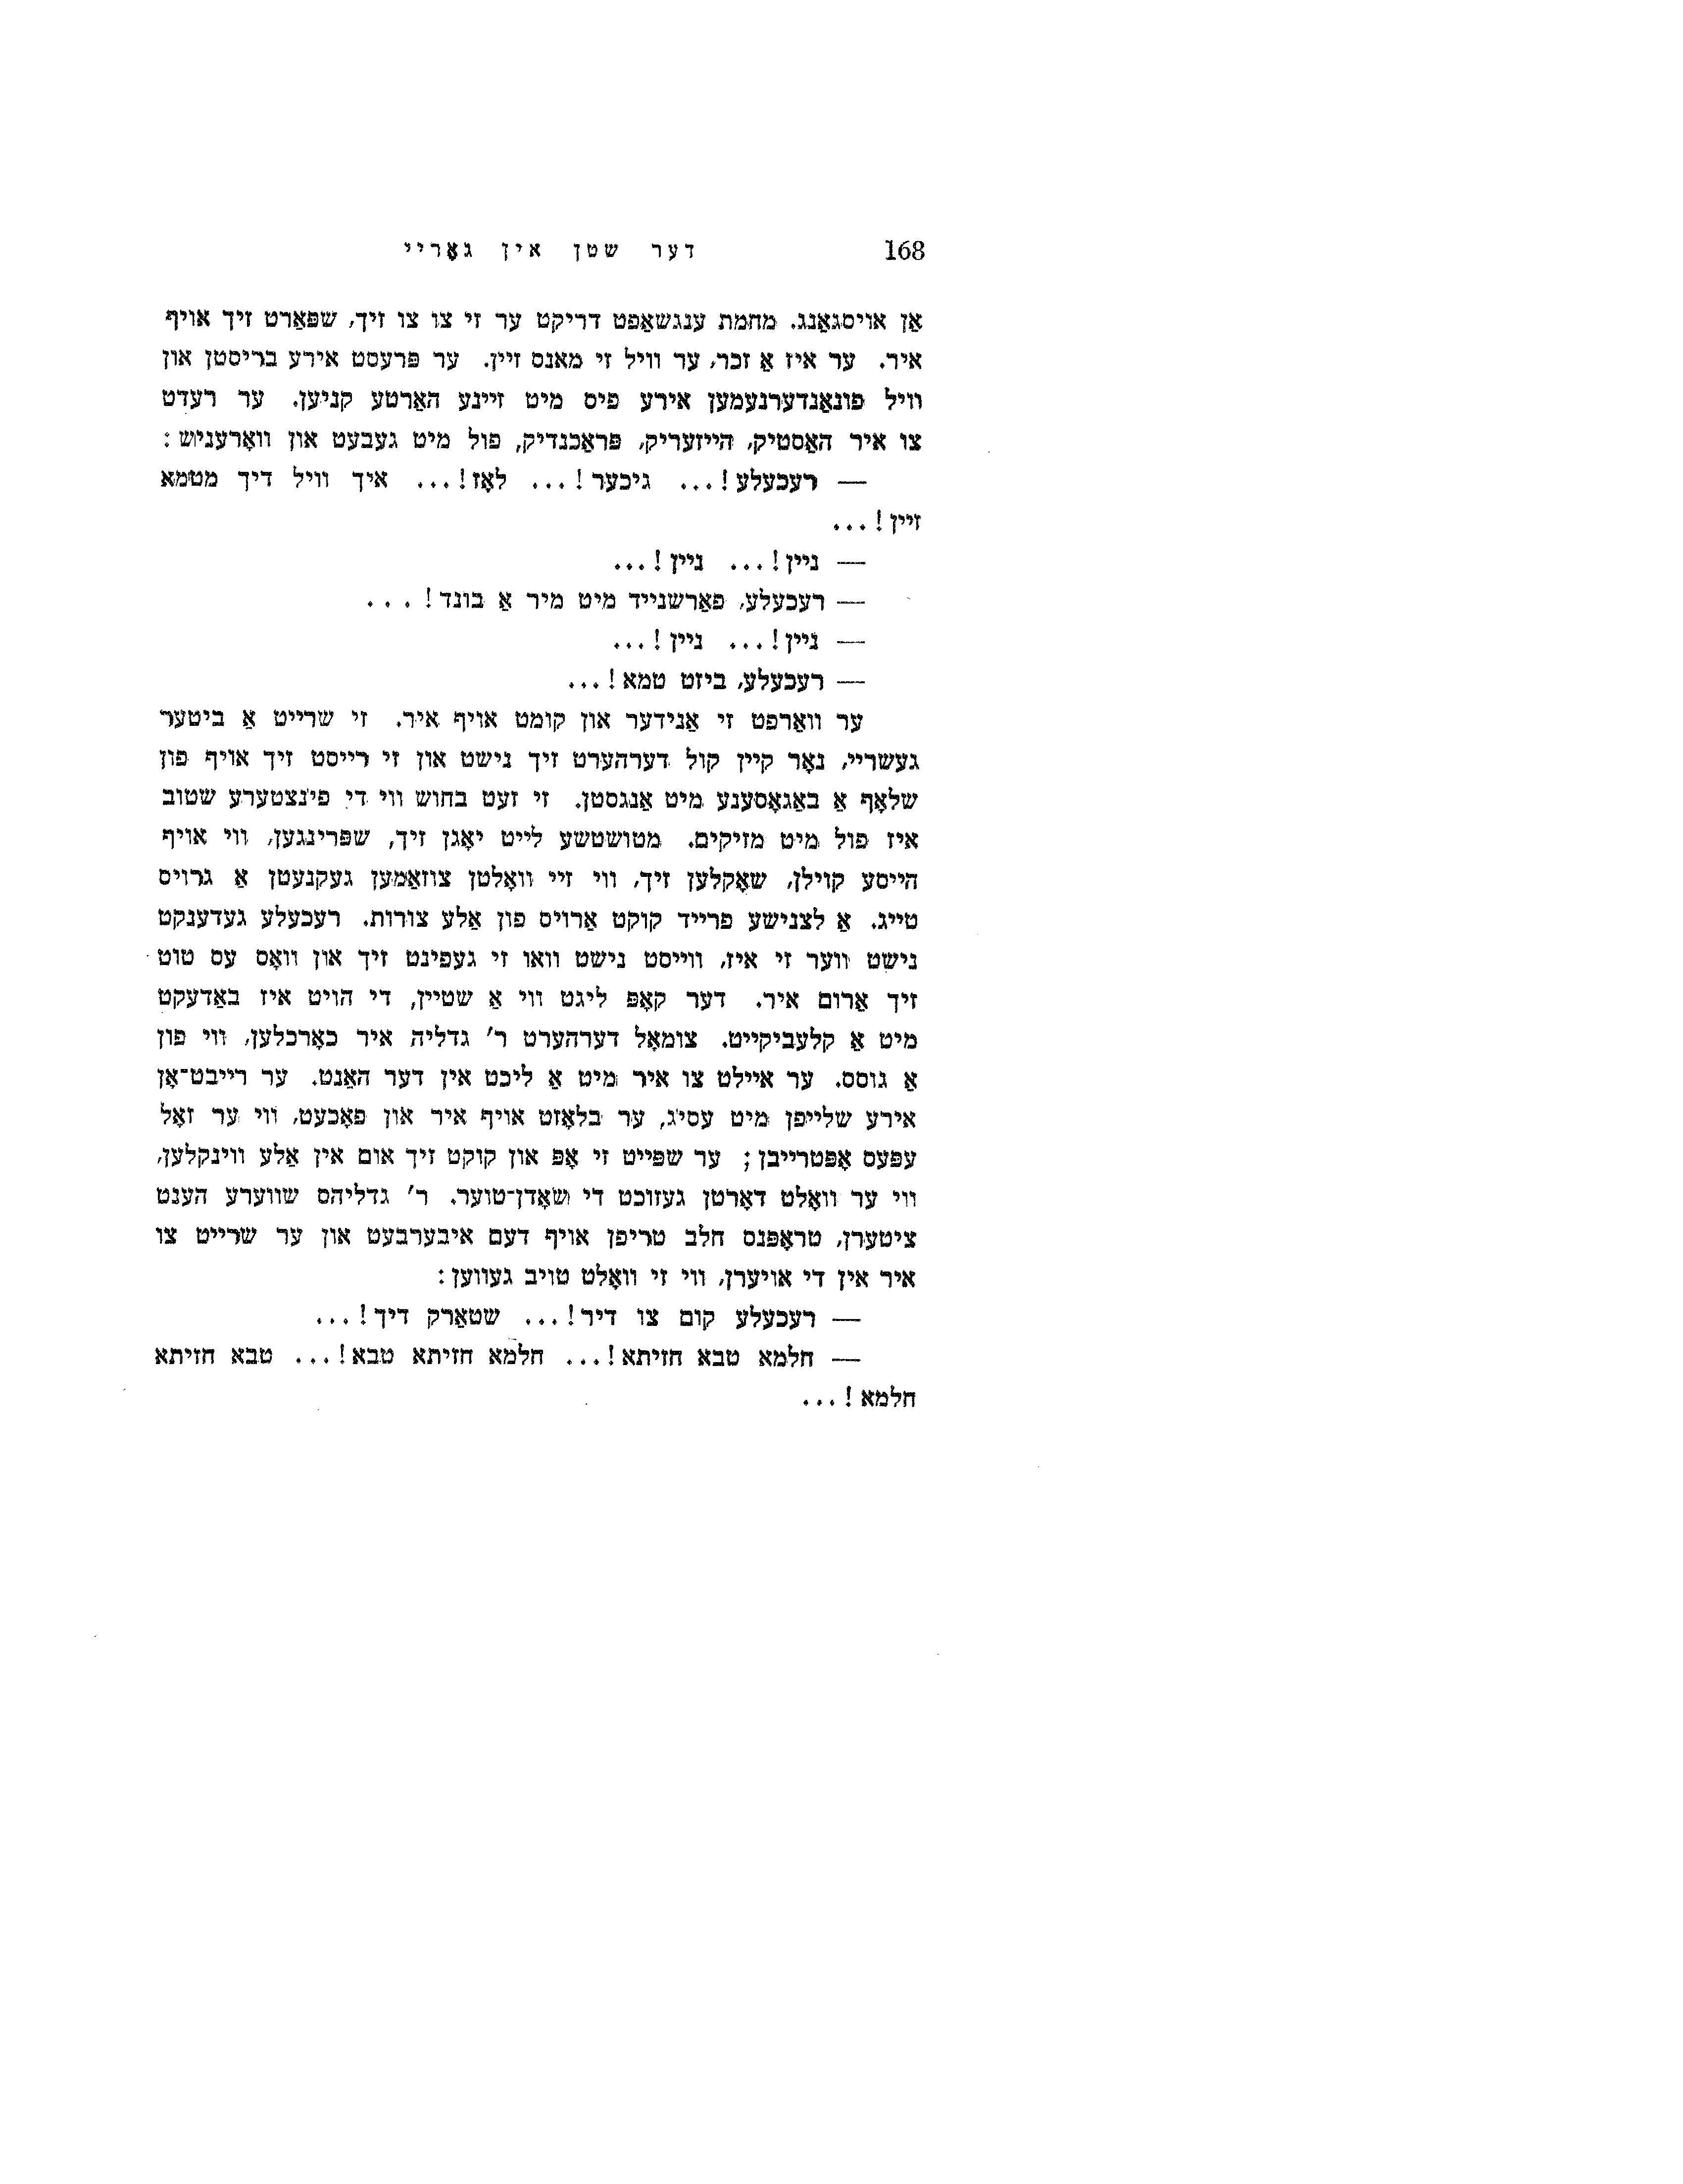 168 דער שטן אין גאָריי
אַן אויסגאַנג. מחמת ענגשאַפט דריקט ער זי צו צו זיך, שפּאַרט זיך אויף
איר. ער איז אַ זכר, ער וויל זי מאנס זיין. ער פּרעסט אירע בריסטן און
וויל פונאַנדערנעמען אירע פיס מיט זיינע האַרטע קניען. ער רעדט
צו איר האַסטיק, הייזעריק, פּראַכנדיק, פול מיט געבעט און וואָרעניש:
— רעכעלע!... גיכער!... לאָז!... איך וויל דיך מטמא
זיין!...
— ניין!... ניין!...
— רעכעלע, פאַרשנייד מיט מיר אַ בונד!...
— ניין!... ניין!...
— רעכעלע, ביזט טמא!...
ער וואַרפט זי אַנידער און קומט אויף איר. זי שרייט אַ ביטער
געשריי, נאָר קיין קול דערהערט זיך נישט און זי רייסט זיך אויף פון
שלאָף אַ באַגאָסענע מיט אַנגסטן. זי זעט בחוש ווי די פינצטערע שטוב
איז פול מיט מזיקים. מטושטשע לייט יאָגן זיך, שפּרינגען, ווי אויף
הייסע קוילן, שאָקלען זיך, ווי זיי וואָלטן צוזאַמען געקנעטן אַ גרויס
טייג. אַ לצנישע פרייד קוקט אַרויס פון אַלע צורות. רעכעלע געדענקט
נישט ווער זי איז, ווייסט נישט וואו זי געפינט זיך און וואָס עס טוט
זיך אַרום איר. דער קאָפּ ליגט ווי אַ שטיין, די הויט איז באַדעקט
מיט אַ קלעביקייט. צומאָל דערהערט ר' גדליה איר כאָרכלען, ווי פון
אַ גוסס. ער איילט צו איר מיט אַ ליכט אין דער האַנט. ער רייבט־אָן
אירע שלייפן מיט עסיג, ער בלאָזט אויף איר און פאָכעט, ווי ער זאָל
עפּעס אָפּטרייבן; ער שפּייט זי אָפּ און קוקט זיך אום אין אַלע ווינקלען,
ווי ער וואָלט דאָרטן געזוכט די שאָדן־טוער. ר' גדליהס שווערע הענט
ציטערן, טראָפּנס חלב טריפן אויף דעם איבערבעט און ער שרייט צו
איר אין די אויערן, ווי זי וואָלט טויב געווען:
— רעכעלע קום צו דיר!... שטאַרק דיך!...
— חלמא טבא חזיתא!... חלמא חזיתא טבא!... טבא חזיתא
חלמא!...